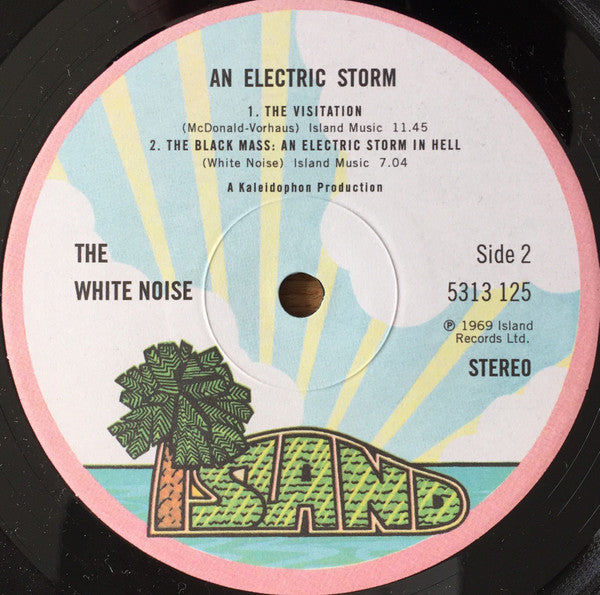 AN ELECTRIC STORM
1. THE VISITATION
(McDonald-Vorhaus) Island Music 11.45
2. THE BLACK MASS: AN ELECTRIC STORM IN HELL
(White Noise) Island Music 7.04
A Kaleidophon Production
THE
WHITE NOISE
Side 2
5313 125
℗ 1969 Island
Records Ltd.
STEREO
ISLAND